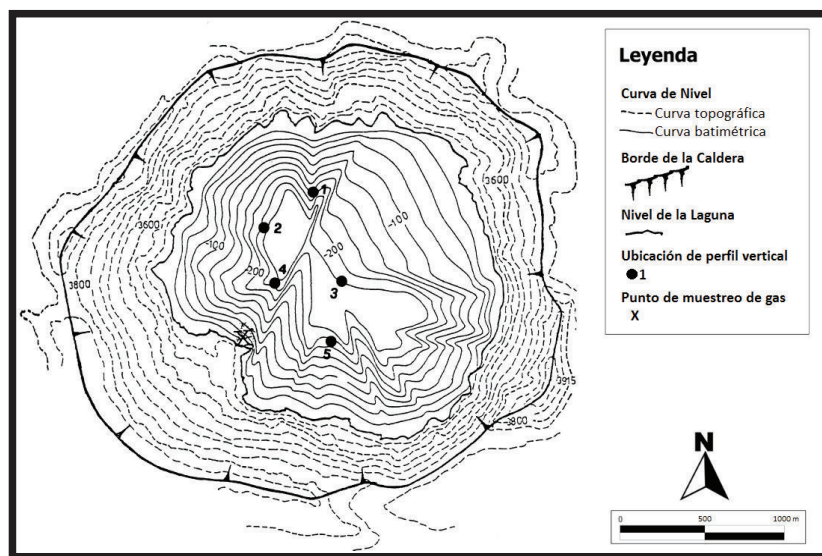 Leyenda
Curva de Nivel
Curva topográfica
Curva batimétrica
Borde de la Caldera
Nivel de la Laguna
Ubicación de perfil vertical
1
Punto de muestreo de gas
X
N
0 500 1000 m
3600
3600
3800
3915
3800
-100
-100
-200
-200
1
2
3
4
5
X